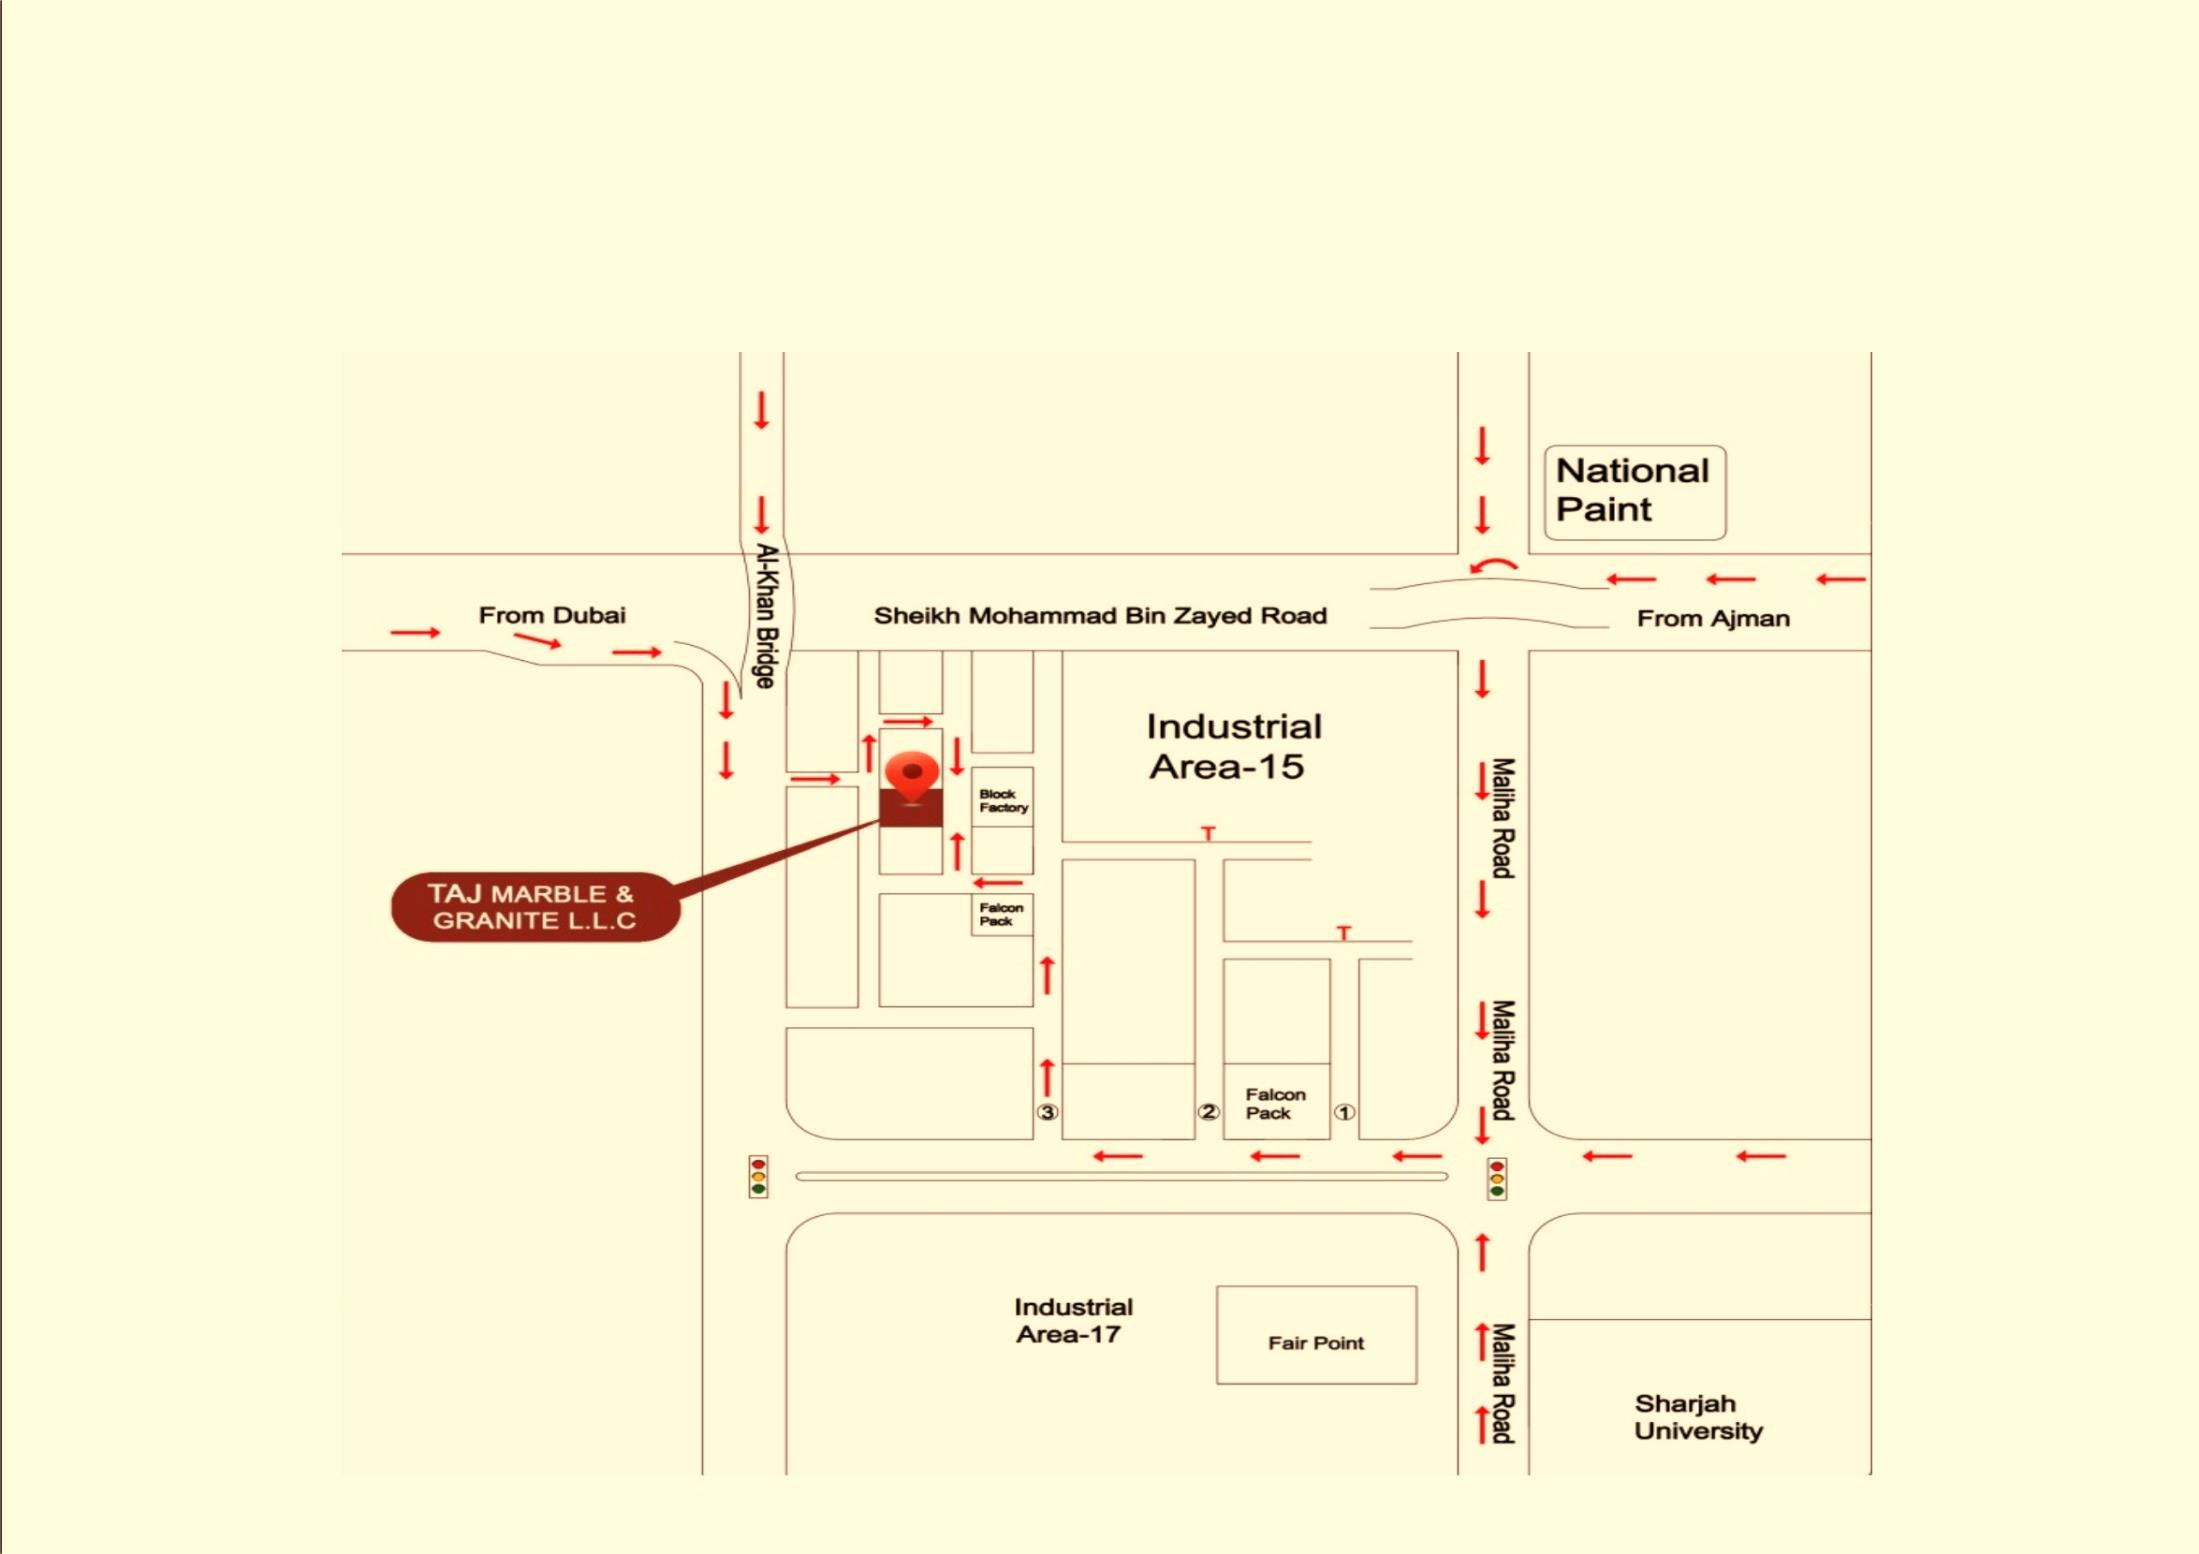 National
Paint
Al-Khan Bridge
From Dubai
Sheikh Mohammad Bin Zayed Road
From Ajman
Industrial
Area-15
Maliha Road
Block
Factory
T
TAJ MARBLE &
GRANITE L.L.C
Falcon
Pack
T
Maliha Road
Falcon
Pack
3
2
1
Industrial
Area-17
Fair Point
Maliha Road
Sharjah
University